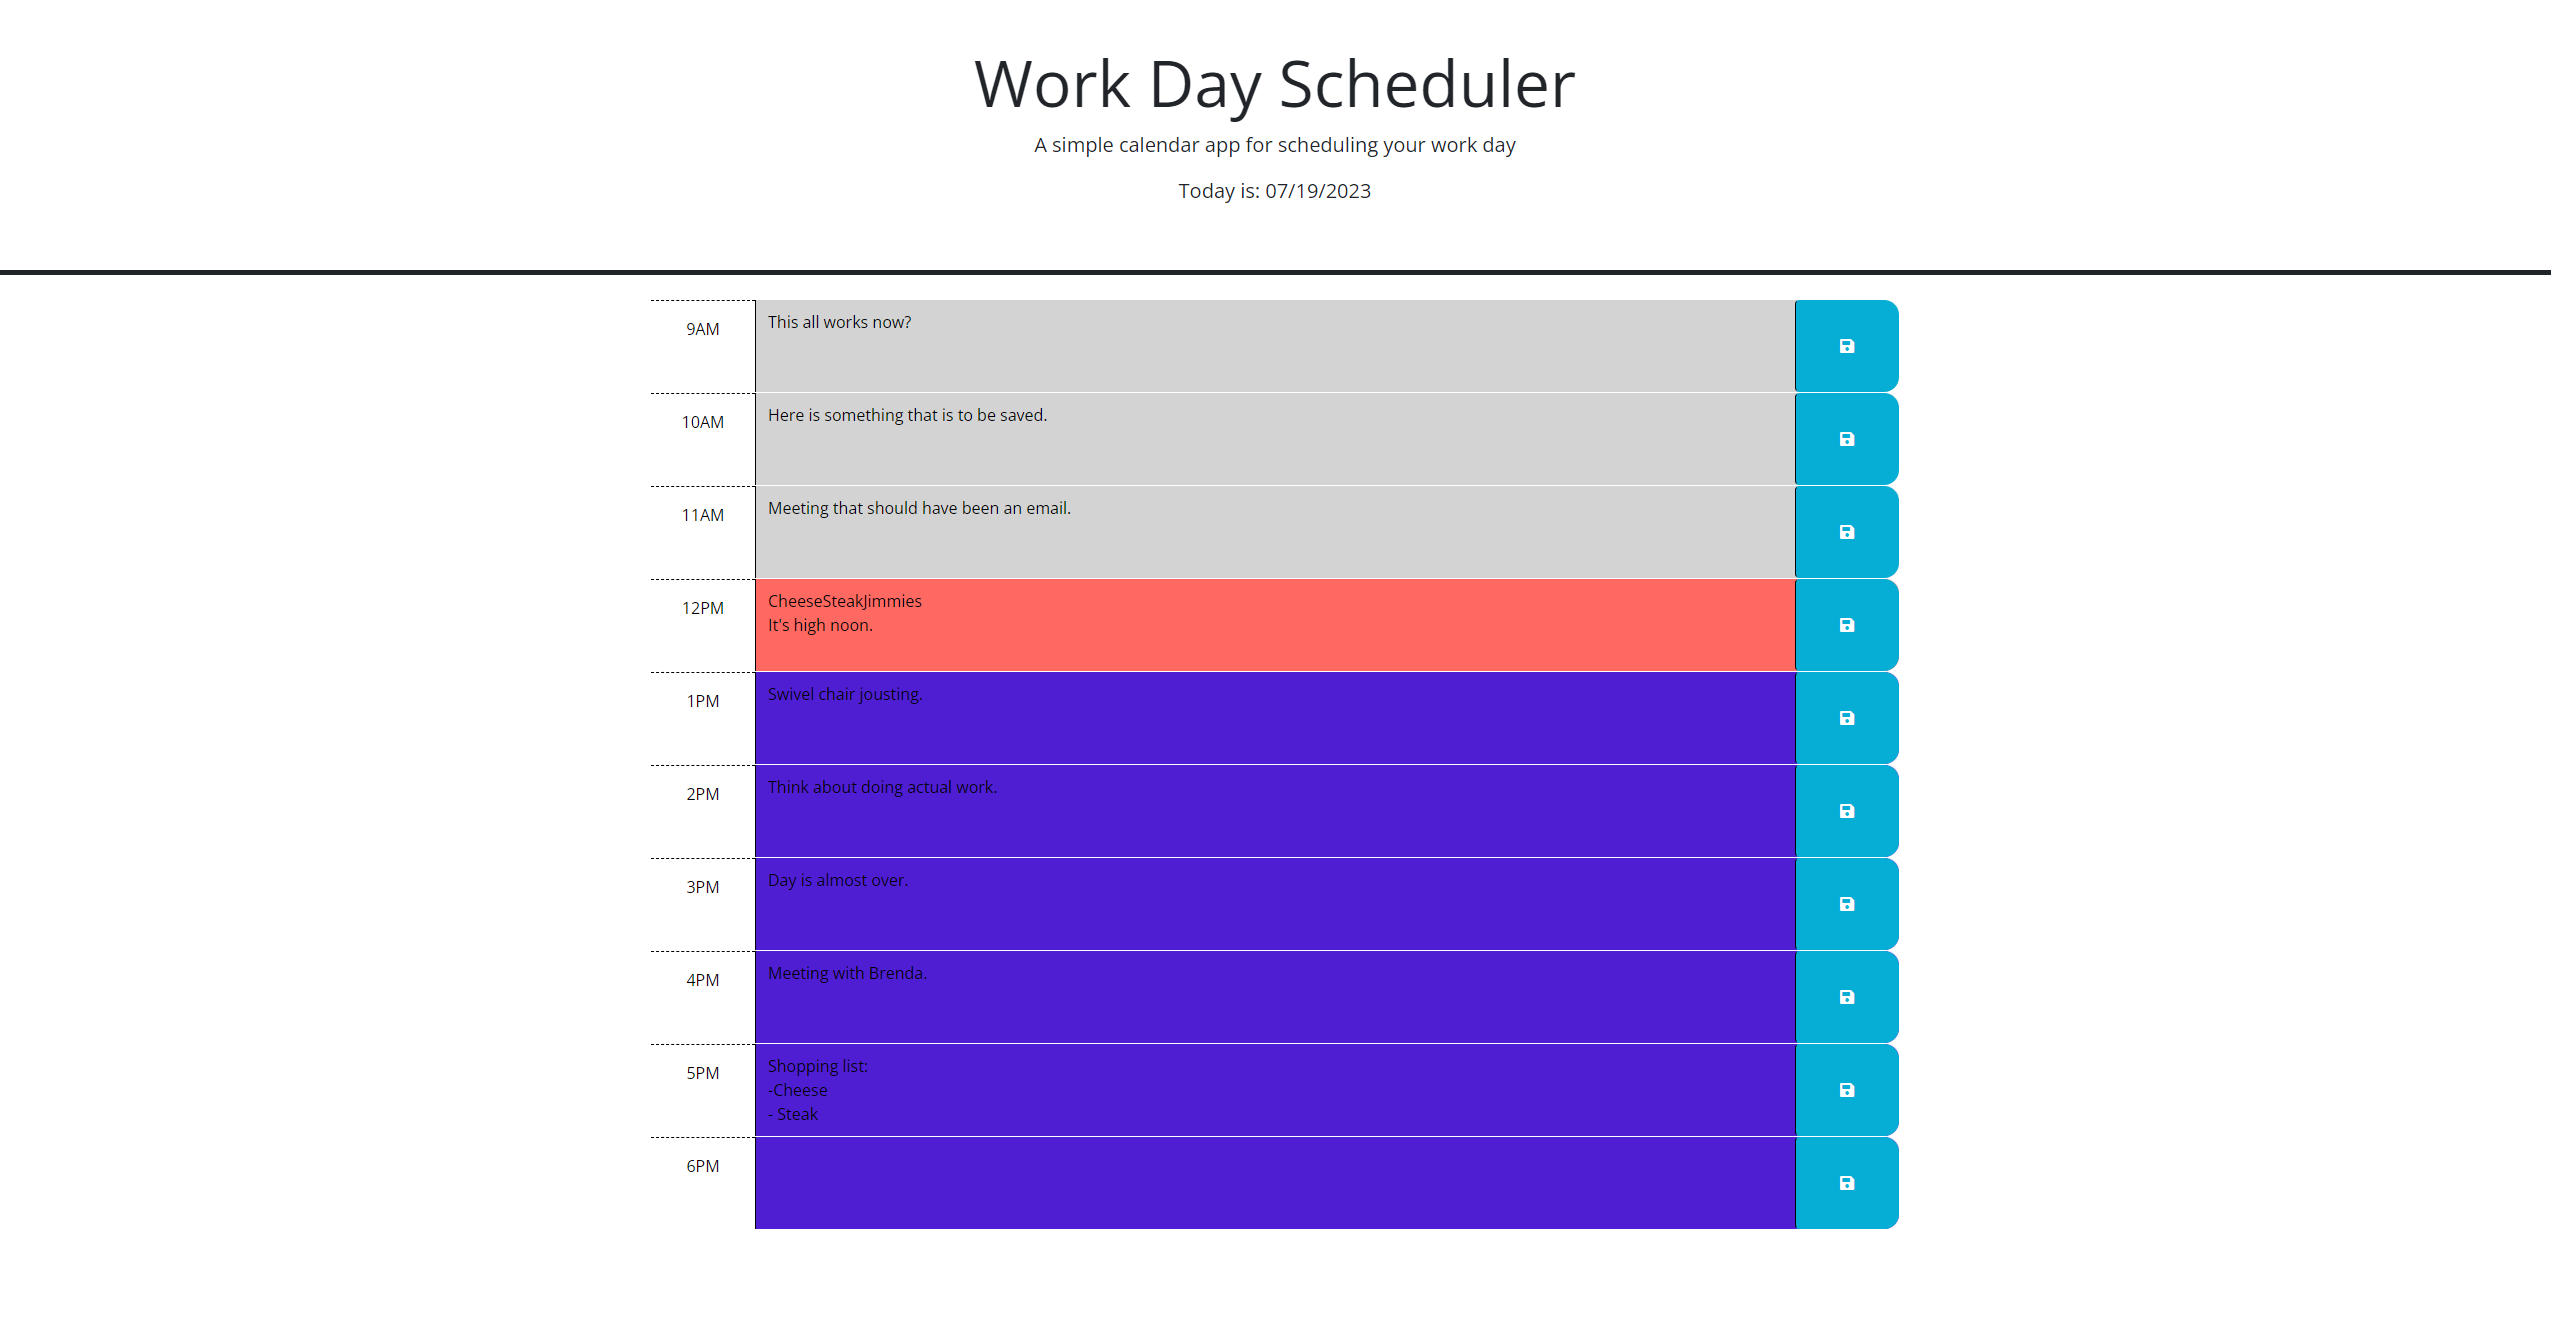 Work Day Scheduler
A simple calendar app for scheduling your work day
Today is: 07/19/2023
9AM
This all works now?
10AM
Here is something that is to be saved.
11AM
Meeting that should have been an email.
12PM
CheeseSteakJimmies
It's high noon.
1PM
Swivel chair jousting.
2PM
Think about doing actual work.
3PM
Day is almost over.
4PM
Meeting with Brenda.
5PM
Shopping list:
-Cheese
- Steak
6PM